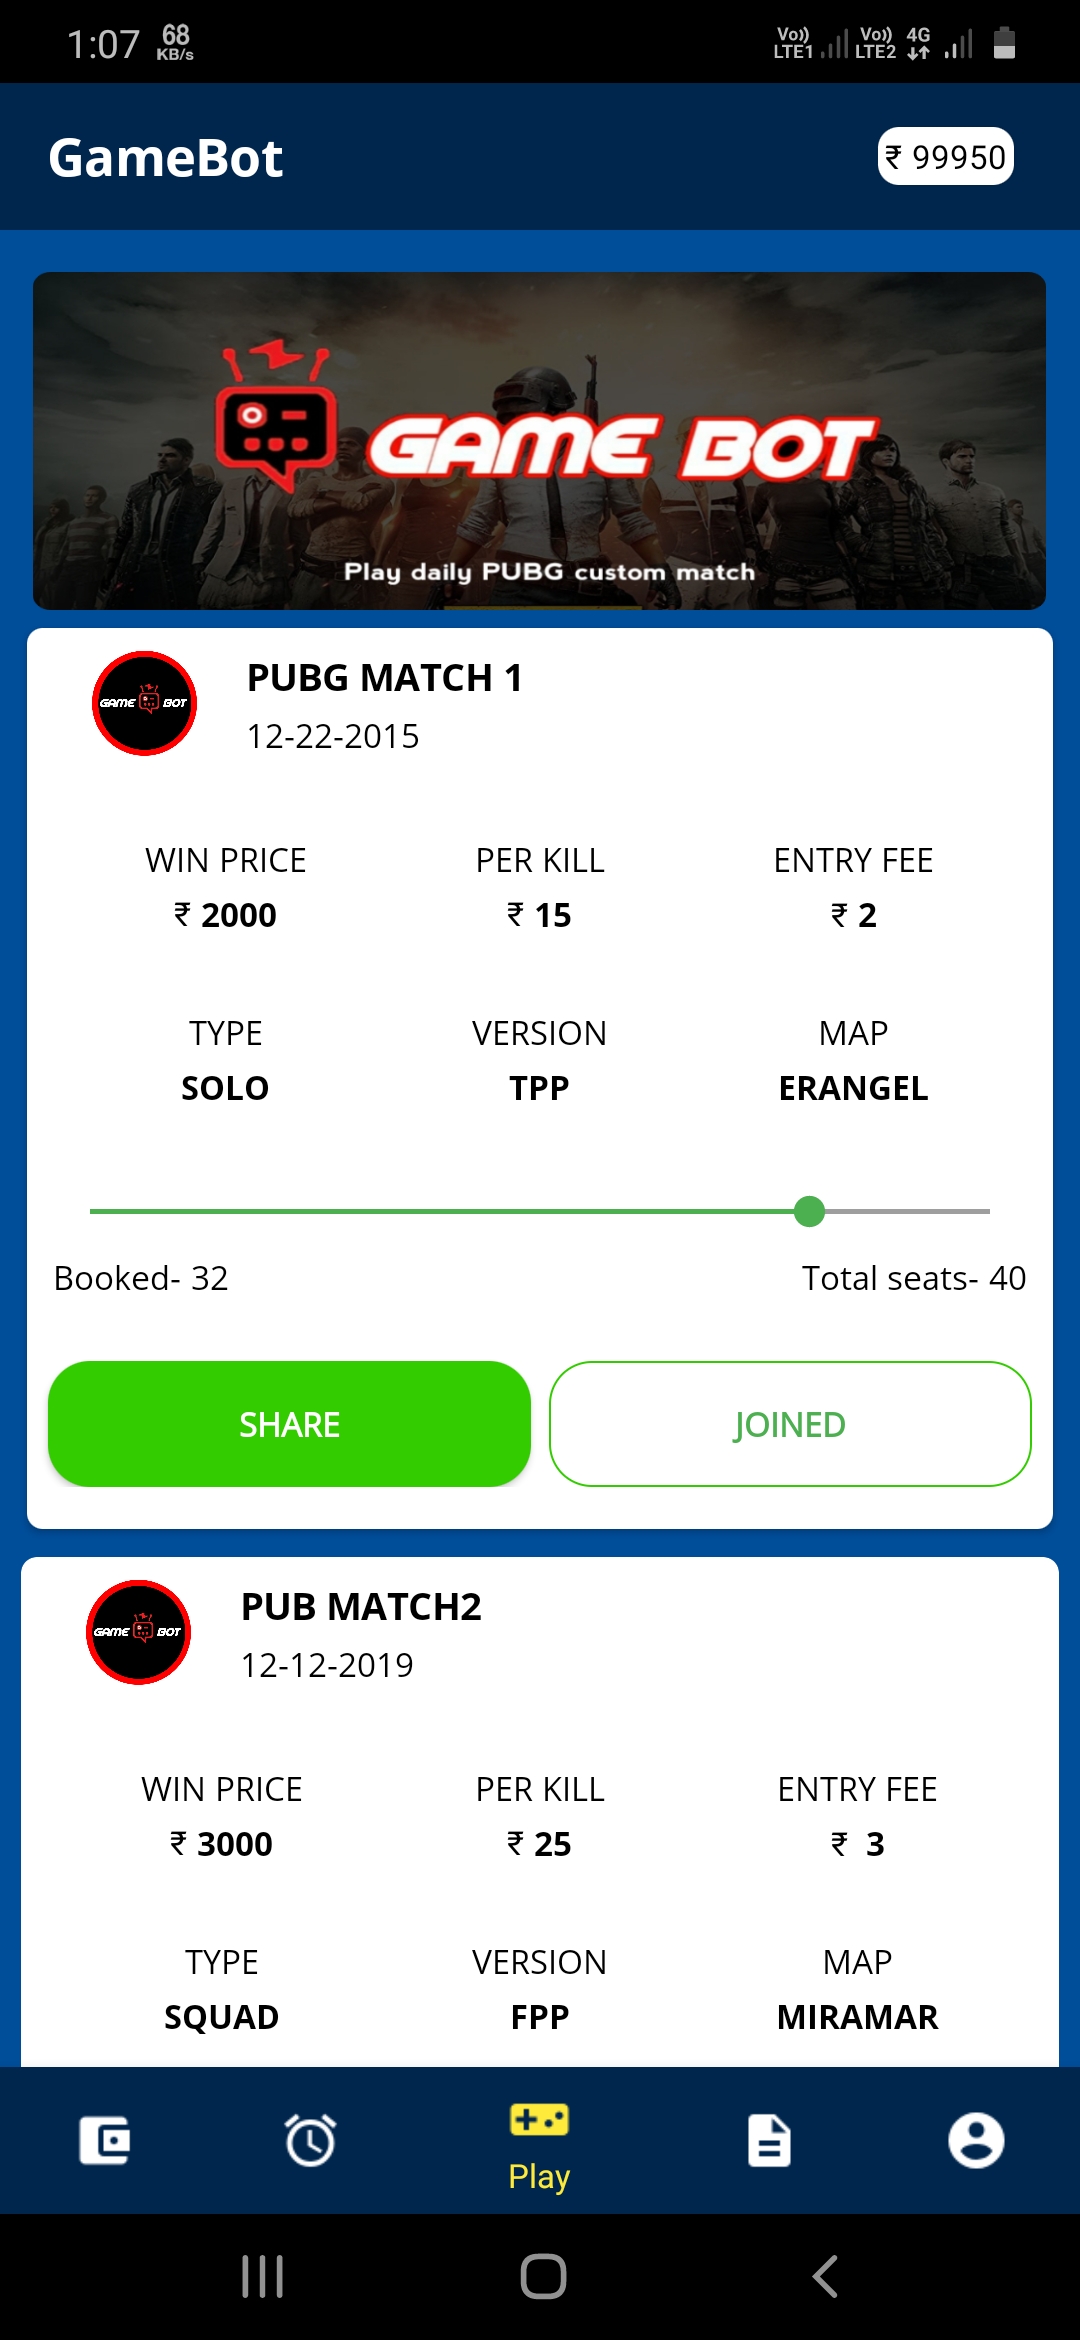 1:07 68 KB/s Vo)) LTE1 Vo)) LTE2 4G
GameBot ₹ 99950
GAME BOT
Play daily PUBG custom match
GAME BOT
PUBG MATCH 1
12-22-2015
WIN PRICE PER KILL ENTRY FEE
₹ 2000 ₹ 15 ₹ 2
TYPE VERSION MAP
SOLO TPP ERANGEL
Booked- 32 Total seats- 40
SHARE JOINED
GAME BOT
PUB MATCH2
12-12-2019
WIN PRICE PER KILL ENTRY FEE
₹ 3000 ₹ 25 ₹ 3
TYPE VERSION MAP
SQUAD FPP MIRAMAR
Play